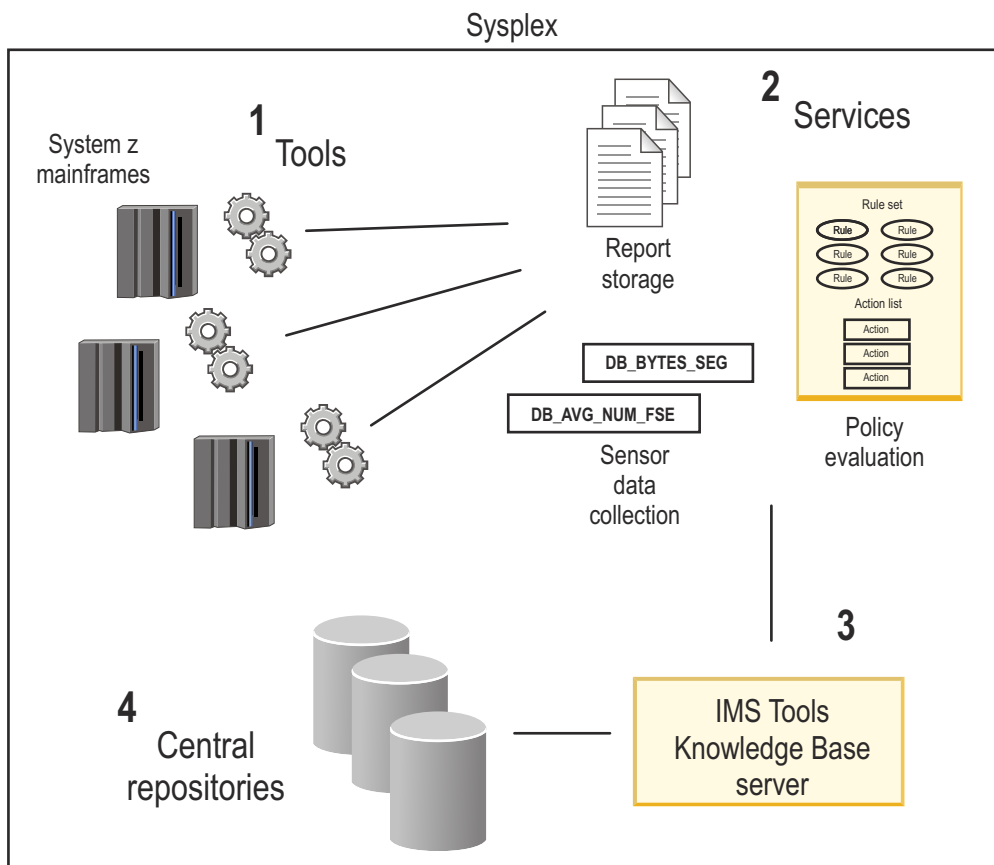 Sysplex
1
Tools
System z
mainframes
2
Services
Report
storage
Rule set
Rule Rule
Rule Rule
Rule Rule
Action list
Action
Action
Action
Policy
evaluation
DB_BYTES_SEG
DB_AVG_NUM_FSE
Sensor
data
collection
3
IMS Tools
Knowledge Base
server
4
Central
repositories